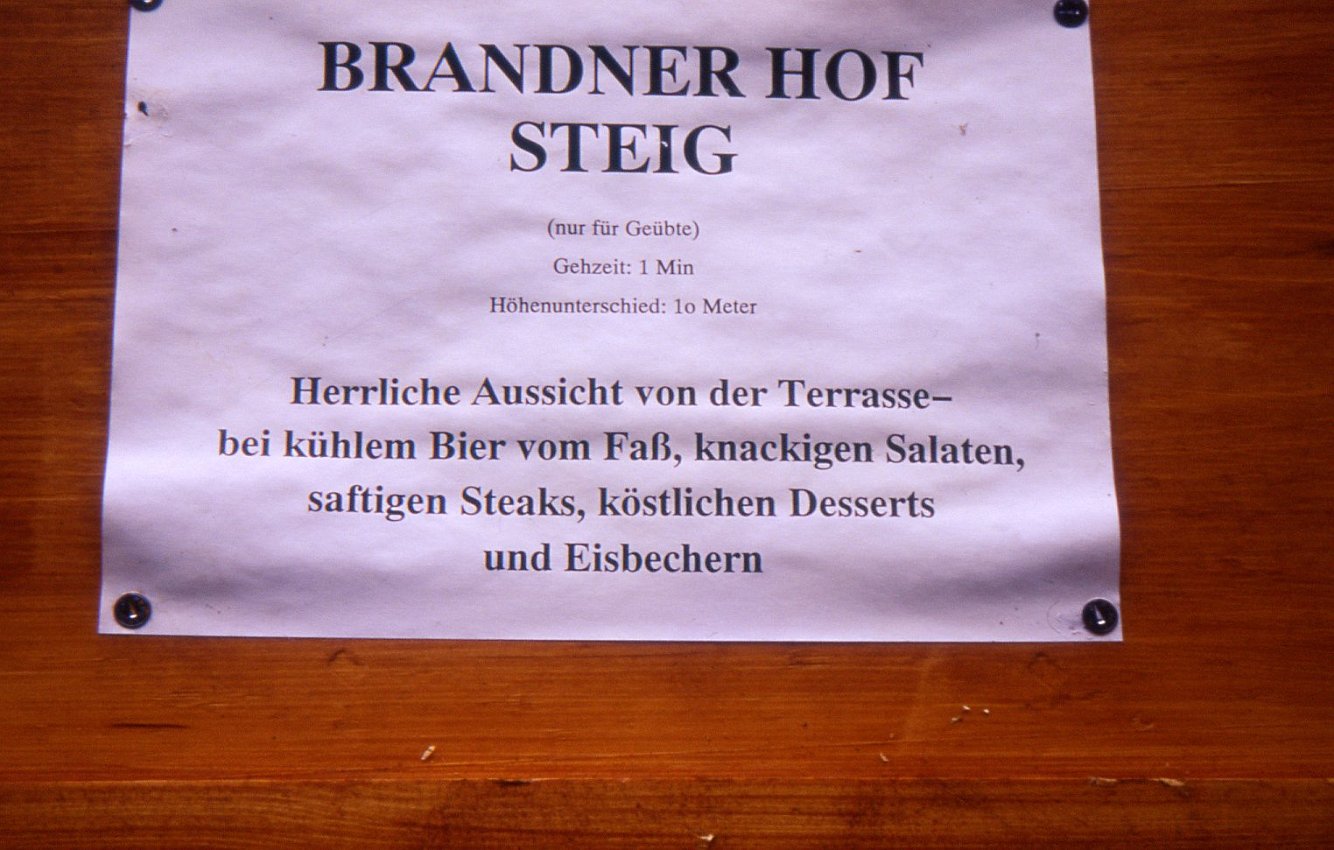 BRANDNER HOF
STEIG
(nur für Geübte)
Gehzeit: 1 Min
Höhenunterschied: 1o Meter
Herrliche Aussicht von der Terrasse–
bei kühlem Bier vom Faß, knackigen Salaten,
saftigen Steaks, köstlichen Desserts
und Eisbechern